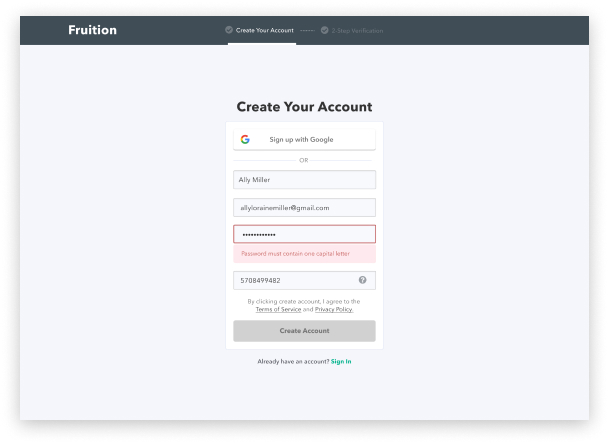 Fruition
Create Your Account
2-Step Verification
Create Your Account
Sign up with Google
OR
Ally Miller
allylorainemiller@gmail.com
••••••••••••
Password must contain one capital letter
5708499482
?
By clicking create account, I agree to the
Terms of Service and Privacy Policy.
Create Account
Already have an account? Sign In